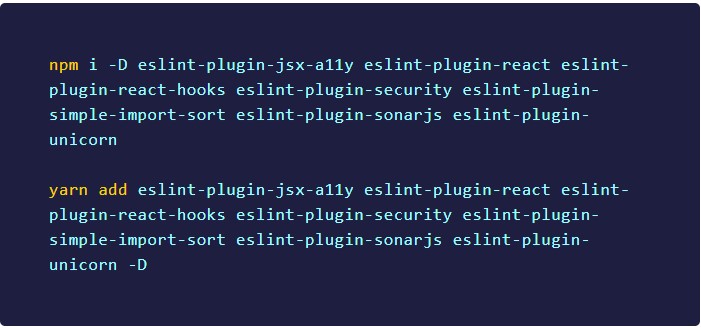 npm i -D eslint-plugin-jsx-a11y eslint-plugin-react eslint-
plugin-react-hooks eslint-plugin-security eslint-plugin-
simple-import-sort eslint-plugin-sonarjs eslint-plugin-
unicorn
yarn add eslint-plugin-jsx-a11y eslint-plugin-react eslint-
plugin-react-hooks eslint-plugin-security eslint-plugin-
simple-import-sort eslint-plugin-sonarjs eslint-plugin-
unicorn -D